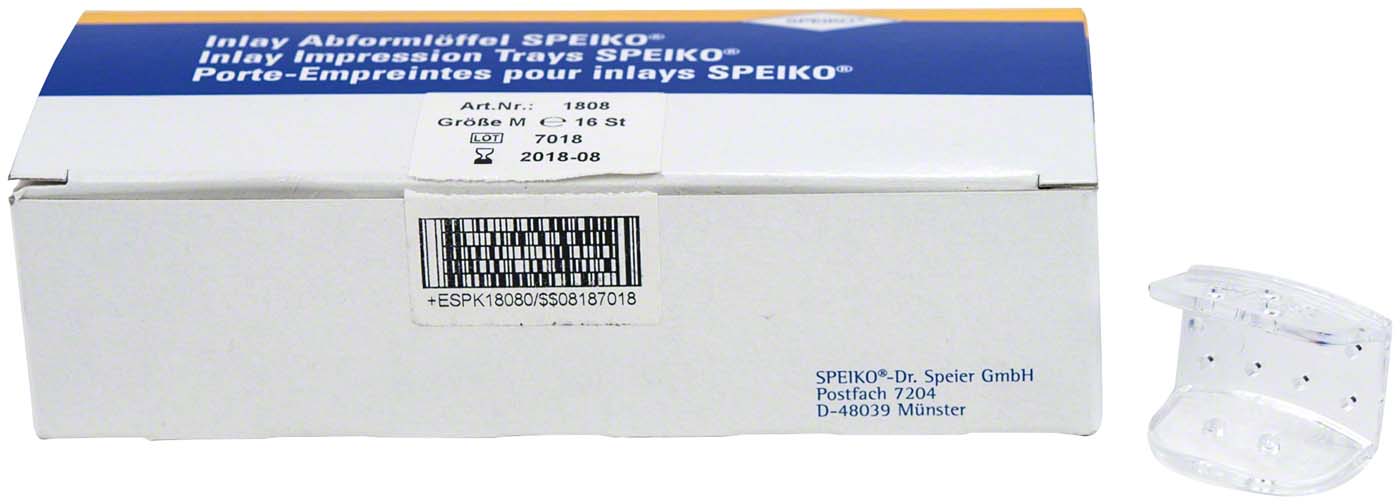 SPEIKO®
Inlay Abformlöffel SPEIKO®
Inlay Impression Trays SPEIKO®
Porte-Empreintes pour inlays SPEIKO®
Art.Nr.: 1808
Größe M ℮ 16 St
LOT 7018
2018-08
+ESPK18080/$$08187018
SPEIKO®-Dr. Speier GmbH
Postfach 7204
D-48039 Münster